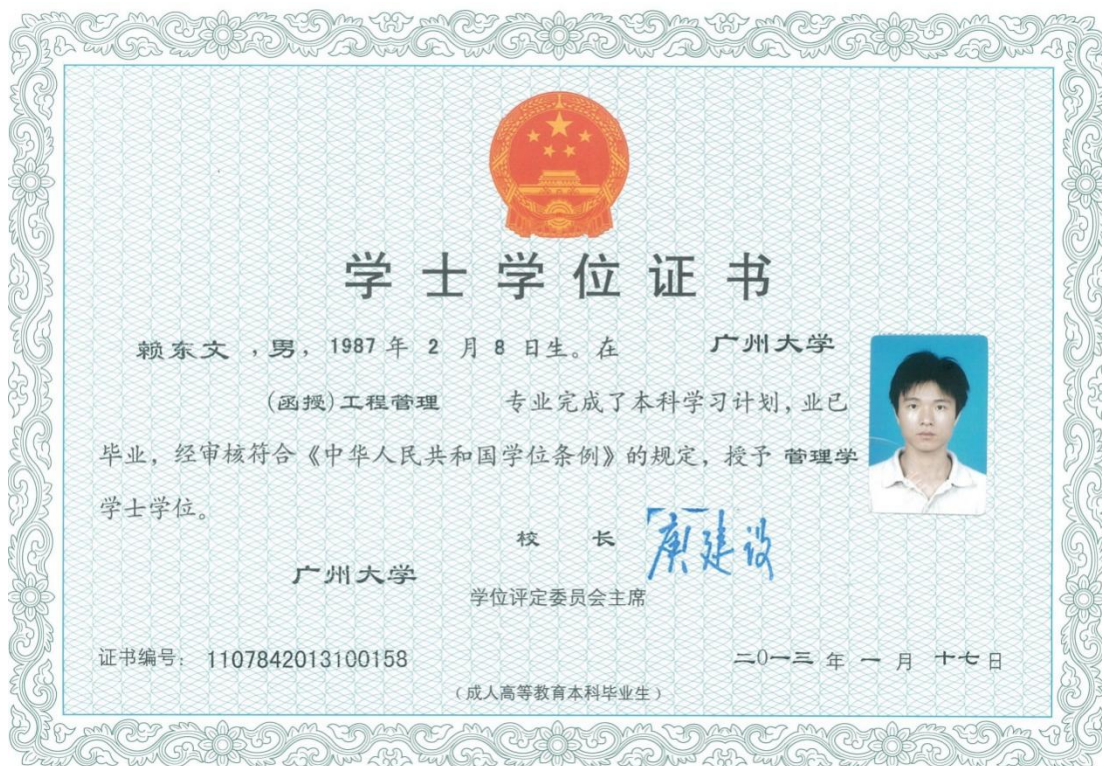 学士学位证书
赖东文 ,男, 1987 年 2 月 8 日生。在 广州大学
(函授)工程管理 专业完成了本科学习计划,业已
毕业,经审核符合《中华人民共和国学位条例》的规定,授予 管理学
学士学位。
校 长 庾建设
广州大学
学位评定委员会主席
证书编号: 1107842013100158 二0一三 年 一 月 十七 日
(成人高等教育本科毕业生)